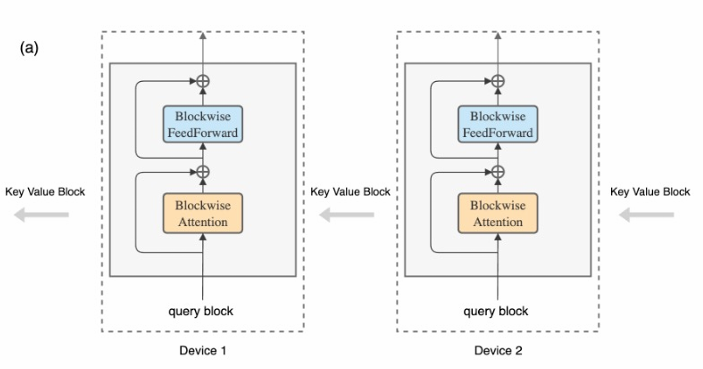 (a)
Blockwise
FeedForward
Blockwise
FeedForward
Key Value Block
Key Value Block
Key Value Block
Blockwise
Attention
Blockwise
Attention
query block
query block
Device 1
Device 2